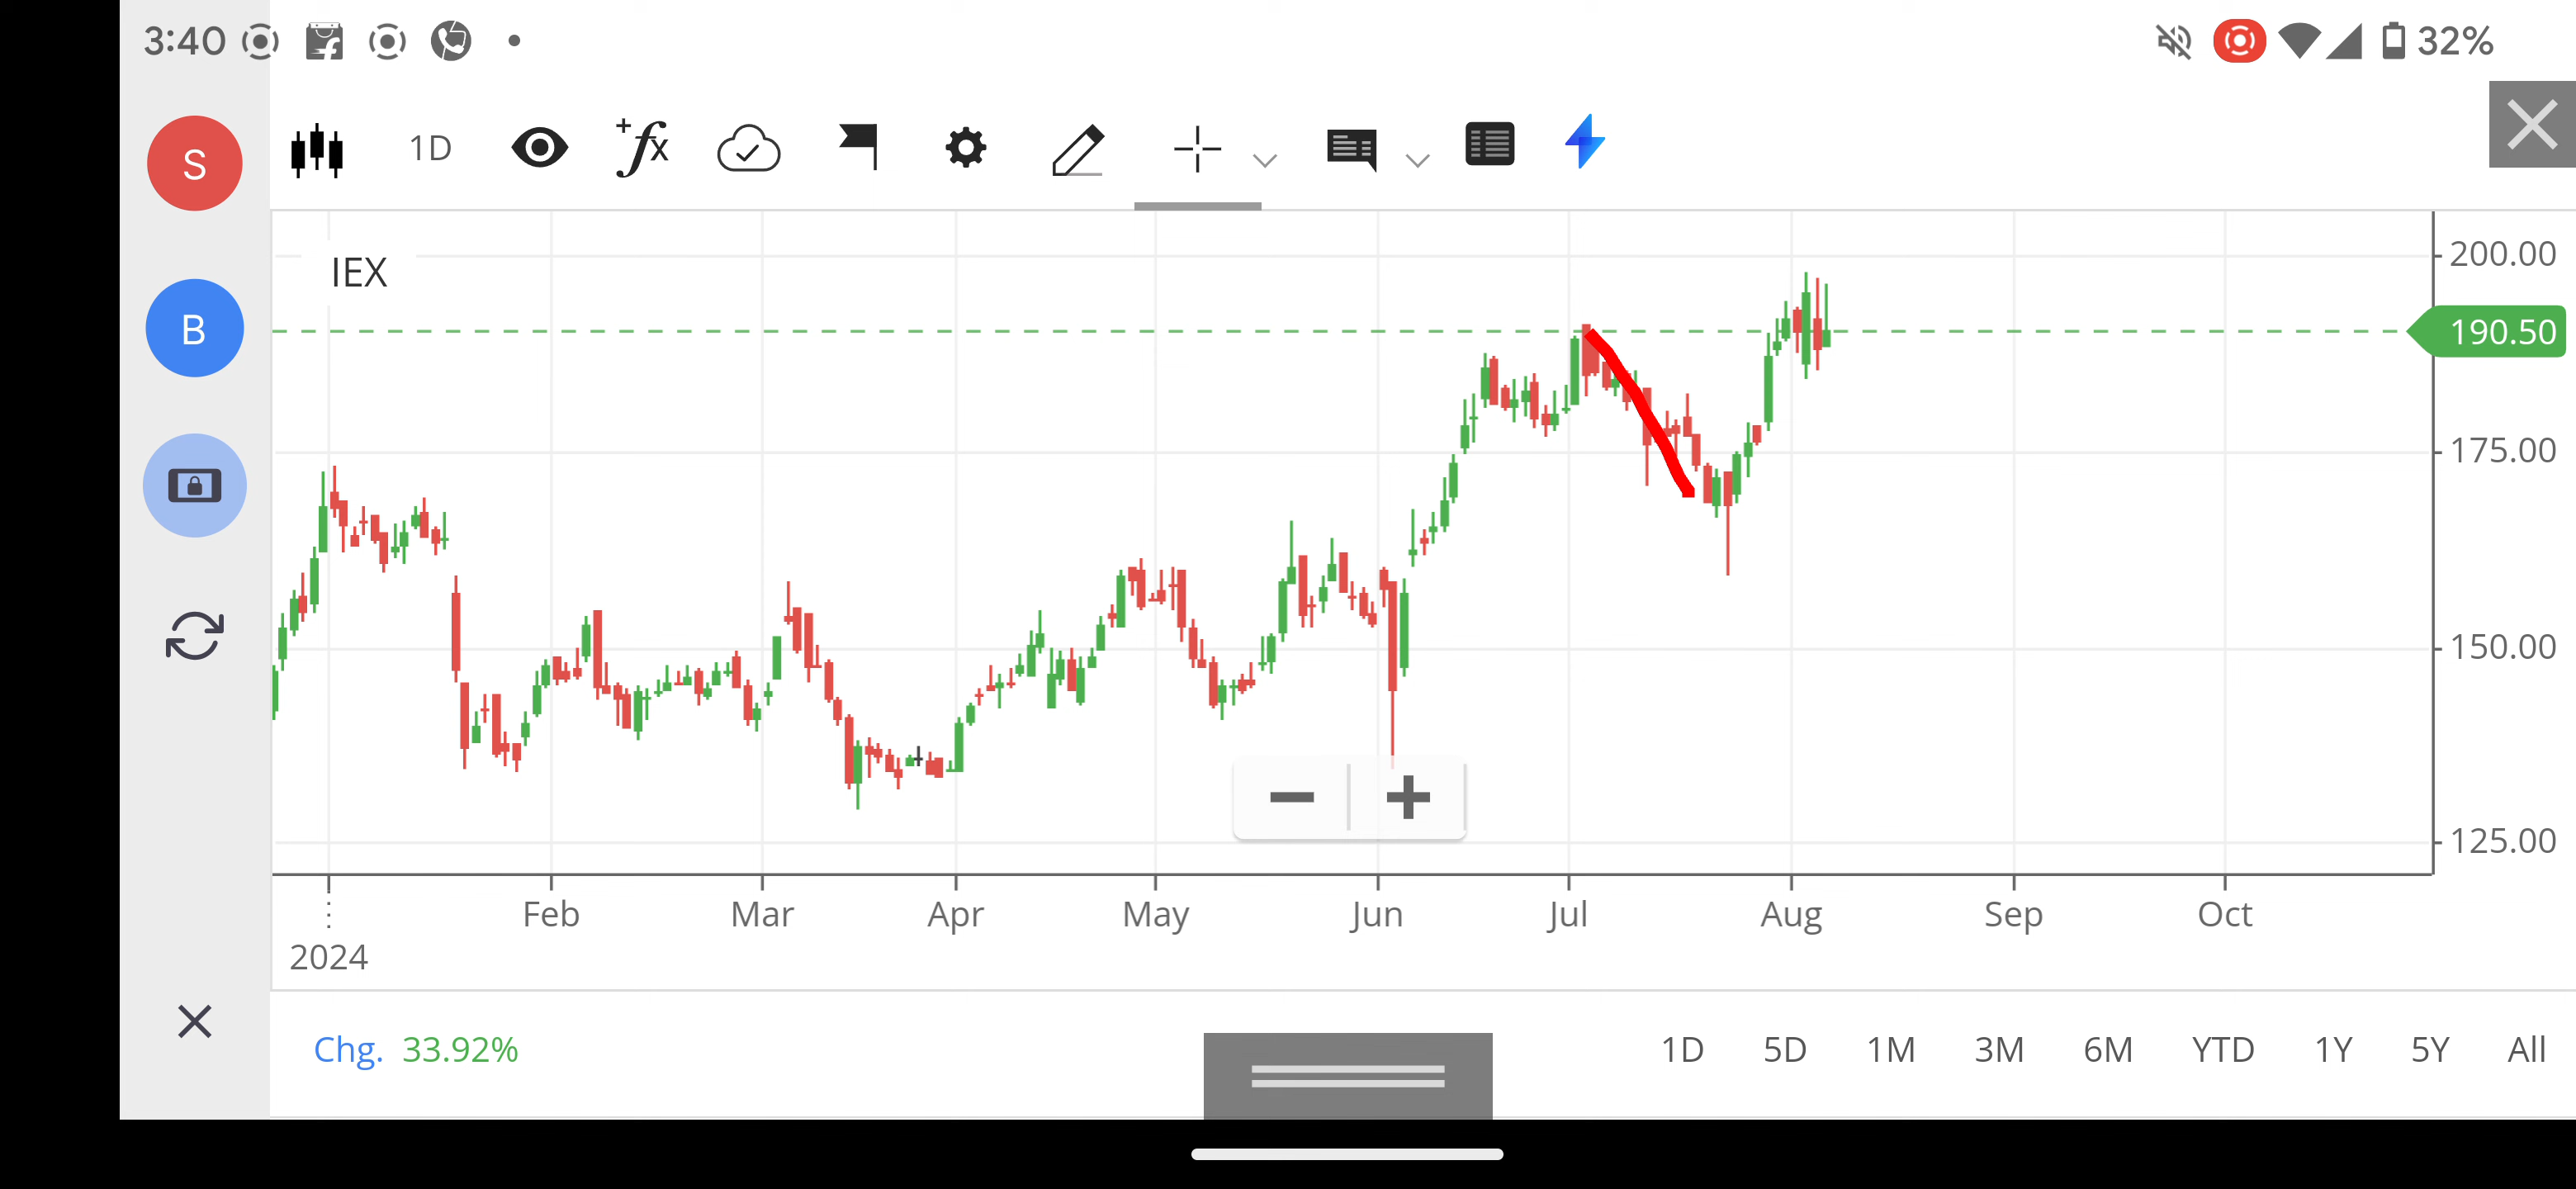 3:40 32%
S
B
1D
+fx
IEX
200.00
190.50
175.00
150.00
125.00
Feb Mar Apr May Jun Jul Aug Sep Oct
2024
Chg. 33.92%
1D 5D 1M 3M 6M YTD 1Y 5Y All